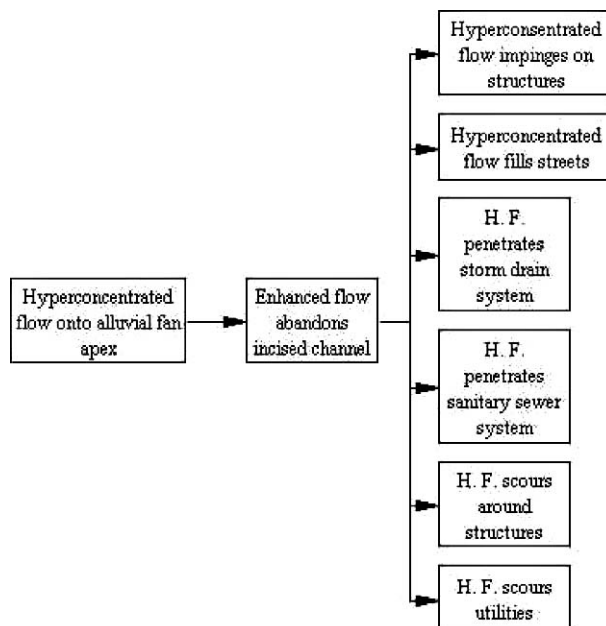 Hyperconsentrated
flow impinges on
structures
Hyperconcentrated
flow fills streets
H. F.
penetrates
storm drain
system
Hyperconcentrated
flow onto alluvial fan
apex
Enhanced flow
abandons
incised channel
H. F.
penetrates
sanitary sewer
system
H. F. scours
around
structures
H. F. scours
utilities